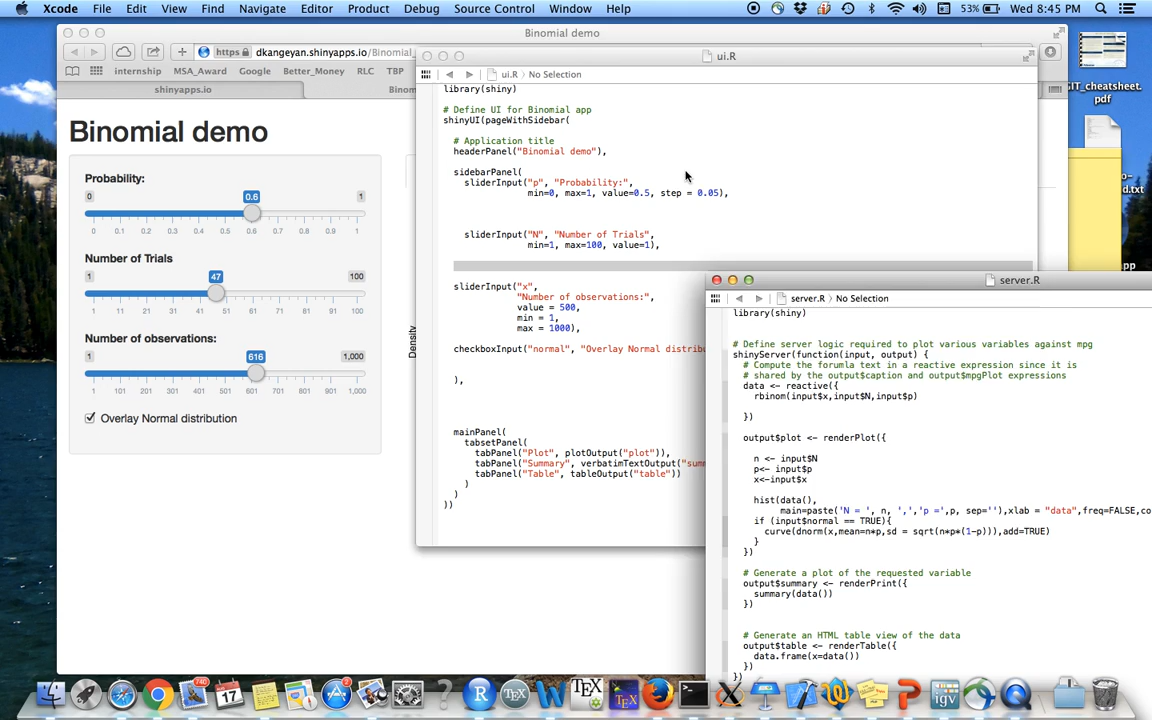 Xcode File Edit View Find Navigate Editor Product Debug Source Control Window Help 53% Wed 8:45 PM
Binomial demo
https dkangeyan.shinyapps.io/Binomial_
internship MSA_Award Google Better_Money RLC TBP
shinyapps.io Binom
Binomial demo
Probability:
0 0.6 1
0 0.1 0.2 0.3 0.4 0.5 0.6 0.7 0.8 0.9 1
Number of Trials
1 47 100
1 11 21 31 41 51 61 71 81 91 100
Number of observations:
1 616 1,000
1 101 201 301 401 501 601 701 801 901 1,000
Overlay Normal distribution
Density
ui.R
ui.R No Selection
library(shiny)
# Define UI for Binomial app
shinyUI(pageWithSidebar(
# Application title
headerPanel("Binomial demo"),
sidebarPanel(
sliderInput("p", "Probability:",
min=0, max=1, value=0.5, step = 0.05),
sliderInput("N", "Number of Trials",
min=1, max=100, value=1),
sliderInput("x",
"Number of observations:",
value = 500,
min = 1,
max = 1000),
checkboxInput("normal", "Overlay Normal distribu
),
mainPanel(
tabsetPanel(
tabPanel("Plot", plotOutput("plot")),
tabPanel("Summary", verbatimTextOutput("summ
tabPanel("Table", tableOutput("table"))
)
)
))
server.R
server.R No Selection
library(shiny)
# Define server logic required to plot various variables against mpg
shinyServer(function(input, output) {
# Compute the forumla text in a reactive expression since it is
# shared by the output$caption and output$mpgPlot expressions
data <- reactive({
rbinom(input$x,input$N,input$p)
})
output$plot <- renderPlot({
n <- input$N
p<- input$p
x<-input$x
hist(data(),
main=paste('N = ', n, ',','p =',p, sep=''),xlab = "data",freq=FALSE,co
if (input$normal == TRUE){
curve(dnorm(x,mean=n*p,sd = sqrt(n*p*(1-p))),add=TRUE)
}
})
# Generate a plot of the requested variable
output$summary <- renderPrint({
summary(data())
})
# Generate an HTML table view of the data
output$table <- renderTable({
data.frame(x=data())
})
})
GIT_cheatsheet.
pdf
o-
d.txt
pp
740
17
2
igv